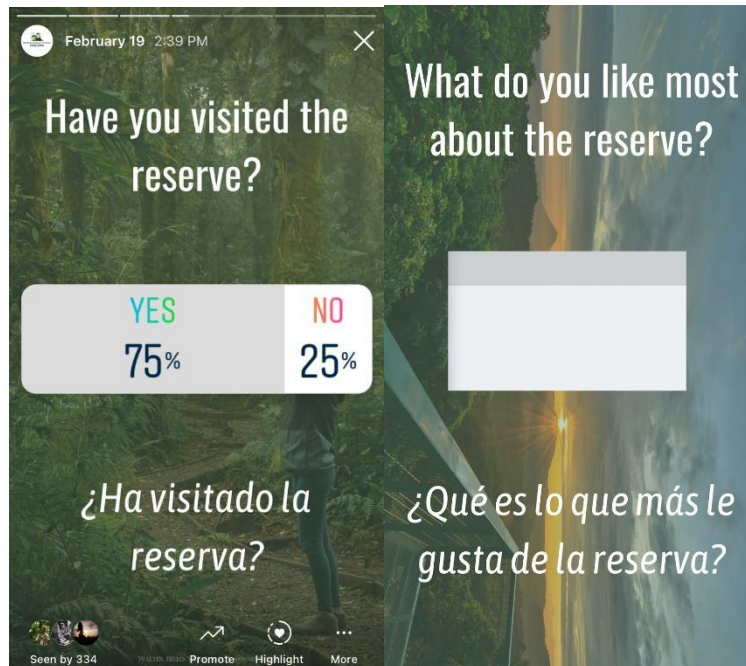 February 19 2:39 PM
Have you visited the
reserve?
YES
NO
75%
25%
¿Ha visitado la
reserva?
Seen by 334
Promote
Highlight
More
What do you like most
about the reserve?
¿Qué es lo que más le
gusta de la reserva?